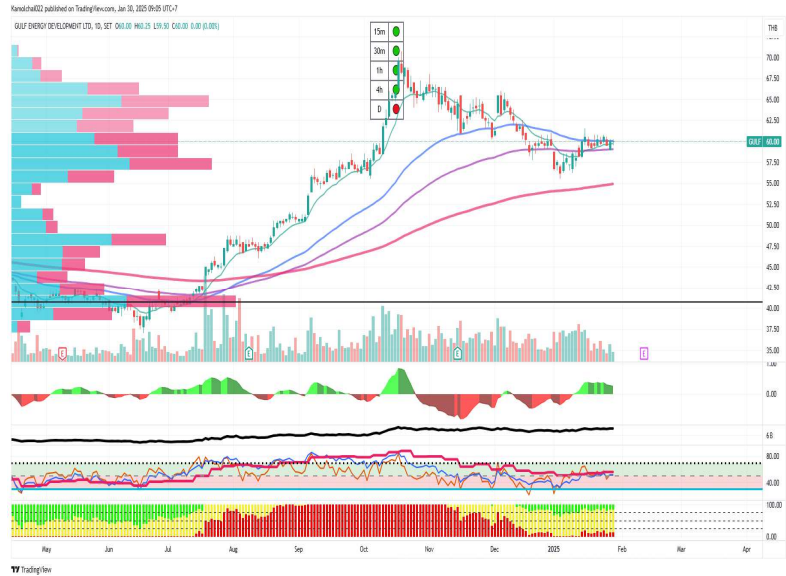 Kamolchai022 published on TradingView.com, Jan 30, 2025 09:05 UTC+7
GULF ENERGY DEVELOPMENT LTD, 1D, SET O60.00 H60.25 L59.50 C60.00 0.00 (0.00%)
THB
15m
30m
1h
4h
D
70.00
67.50
65.00
62.50
GULF 60.00
57.50
55.00
52.50
50.00
47.50
45.00
42.50
40.00
37.50
35.00
E
E
E
E
1.00
0.00
6B
80.00
40.00
100.00
0.00
May Jun Jul Aug Sep Oct Nov Dec 2025 Feb Mar Apr
TradingView